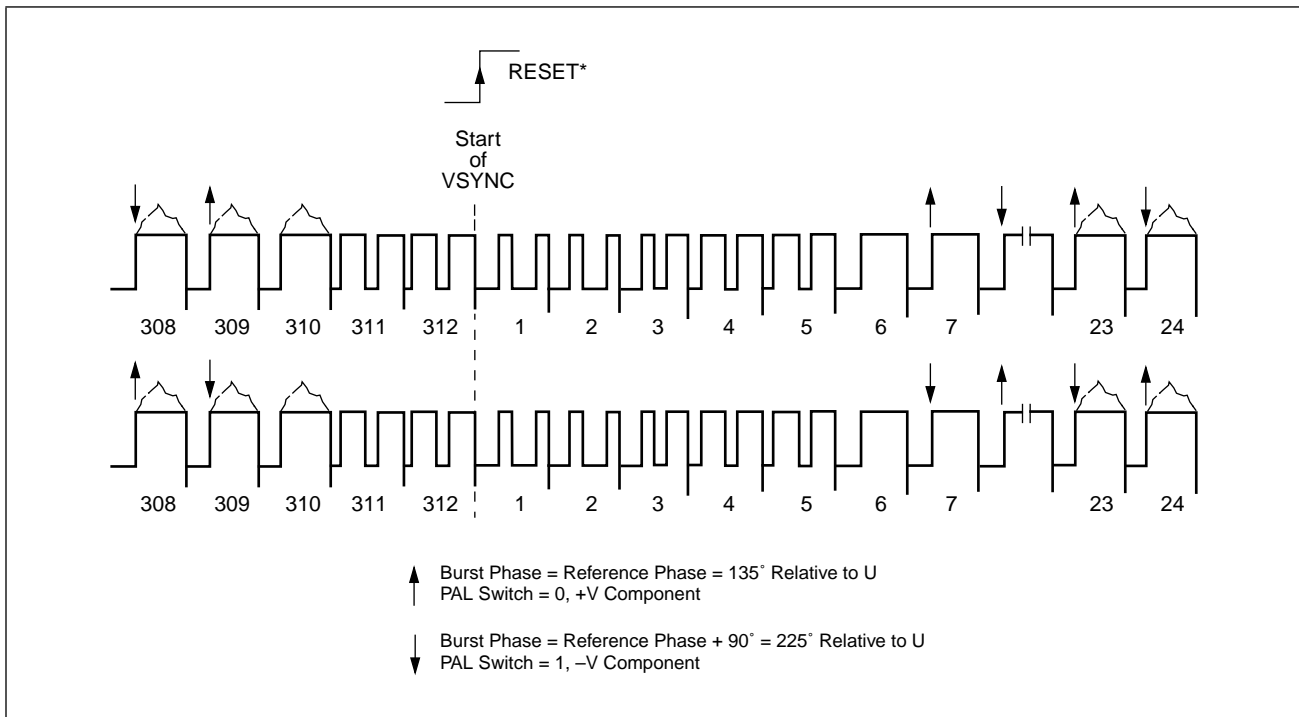 RESET*
Start
of
VSYNC
308 309 310 311 312 1 2 3 4 5 6 7 23 24
308 309 310 311 312 1 2 3 4 5 6 7 23 24
Burst Phase = Reference Phase = 135° Relative to U
PAL Switch = 0, +V Component
Burst Phase = Reference Phase + 90° = 225° Relative to U
PAL Switch = 1, –V Component